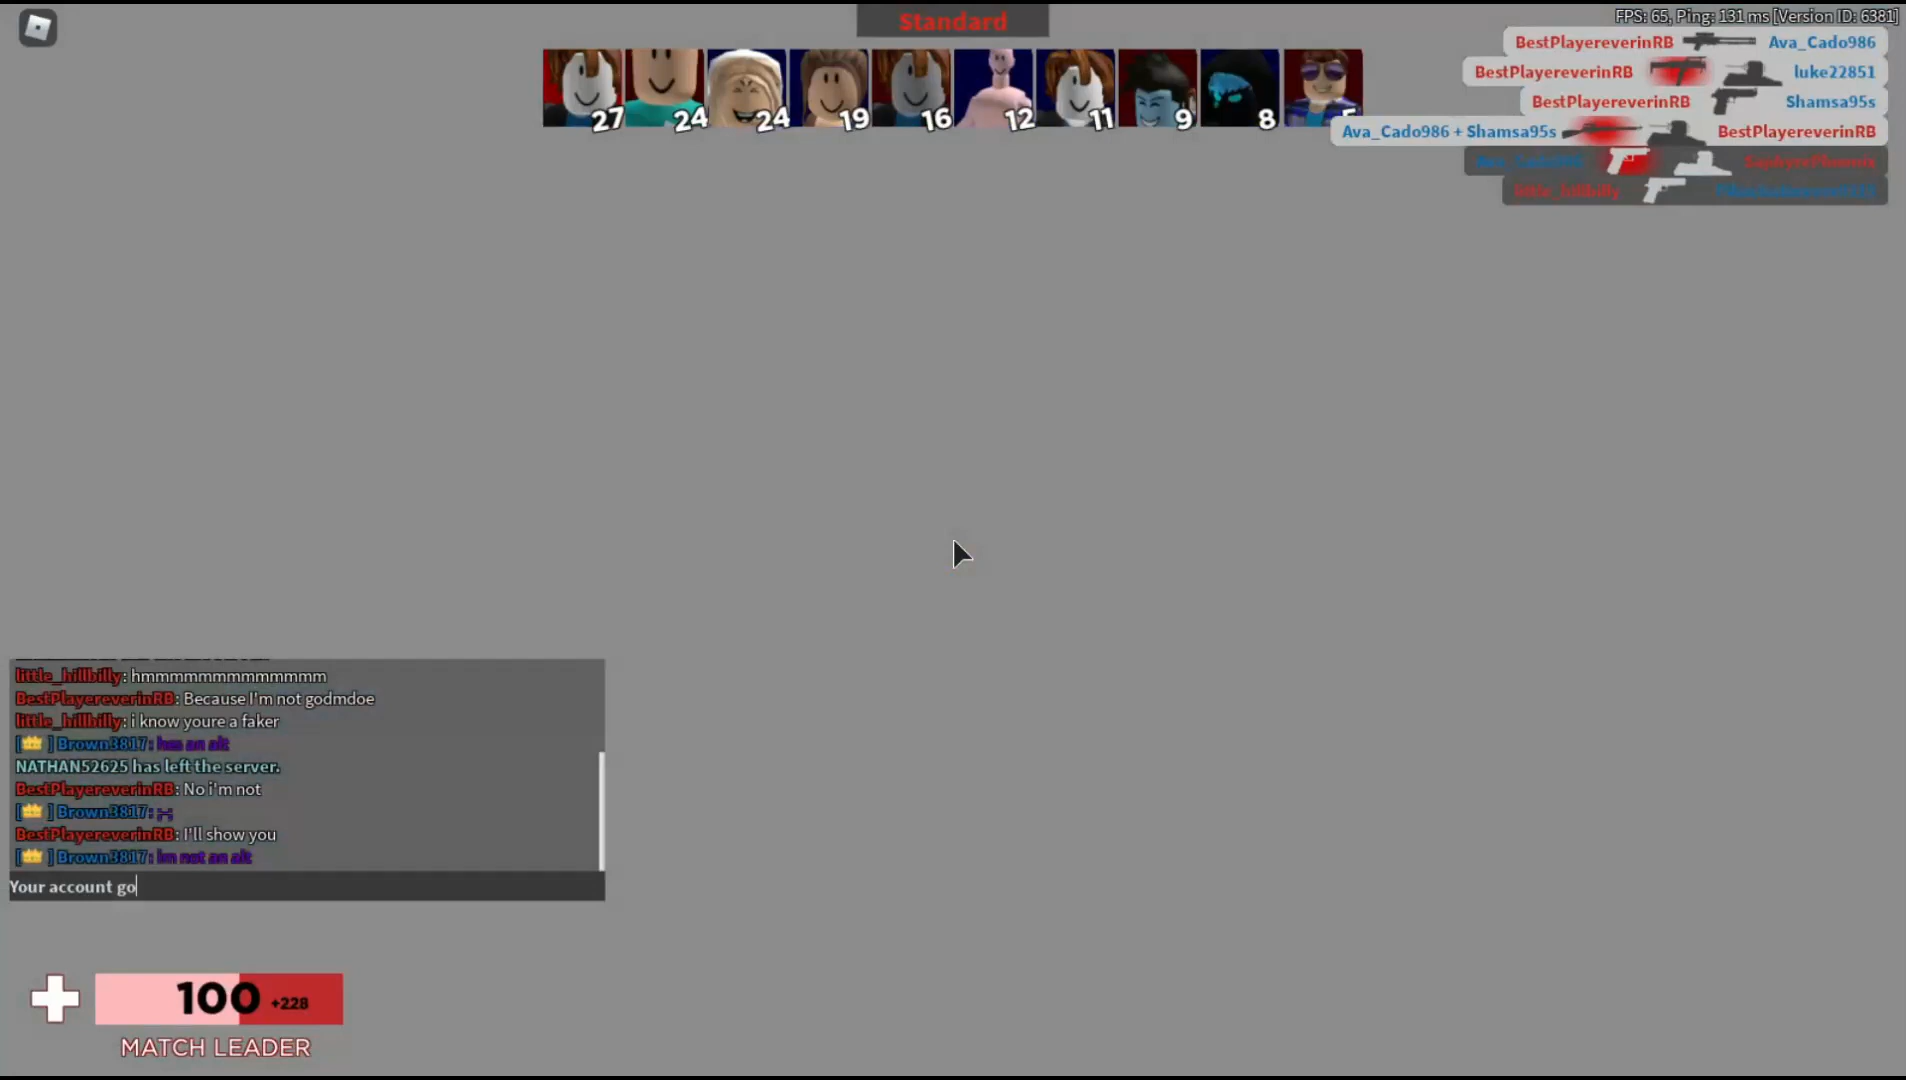 FPS: 65, Ping: 131 ms [Version ID: 6381]
Standard
27 24 24 19 16 12 11 9 8
BestPlayereverinRB Ava_Cado986
BestPlayereverinRB luke22851
BestPlayereverinRB Shamsa95s
Ava_Cado986 + Shamsa95s BestPlayereverinRB
little_hillbilly
little_hillbilly: hmmmmmmmmmmmmmm
BestPlayereverinRB: Because I'm not godmdoe
little_hillbilly: i know youre a faker
[ ] Brown3817: hes an alt
NATHAN52625 has left the server.
BestPlayereverinRB: No i'm not
[ ] Brown3817: ;-;
BestPlayereverinRB: I'll show you
[ ] Brown3817: im not an alt
Your account go
100 +228
MATCH LEADER